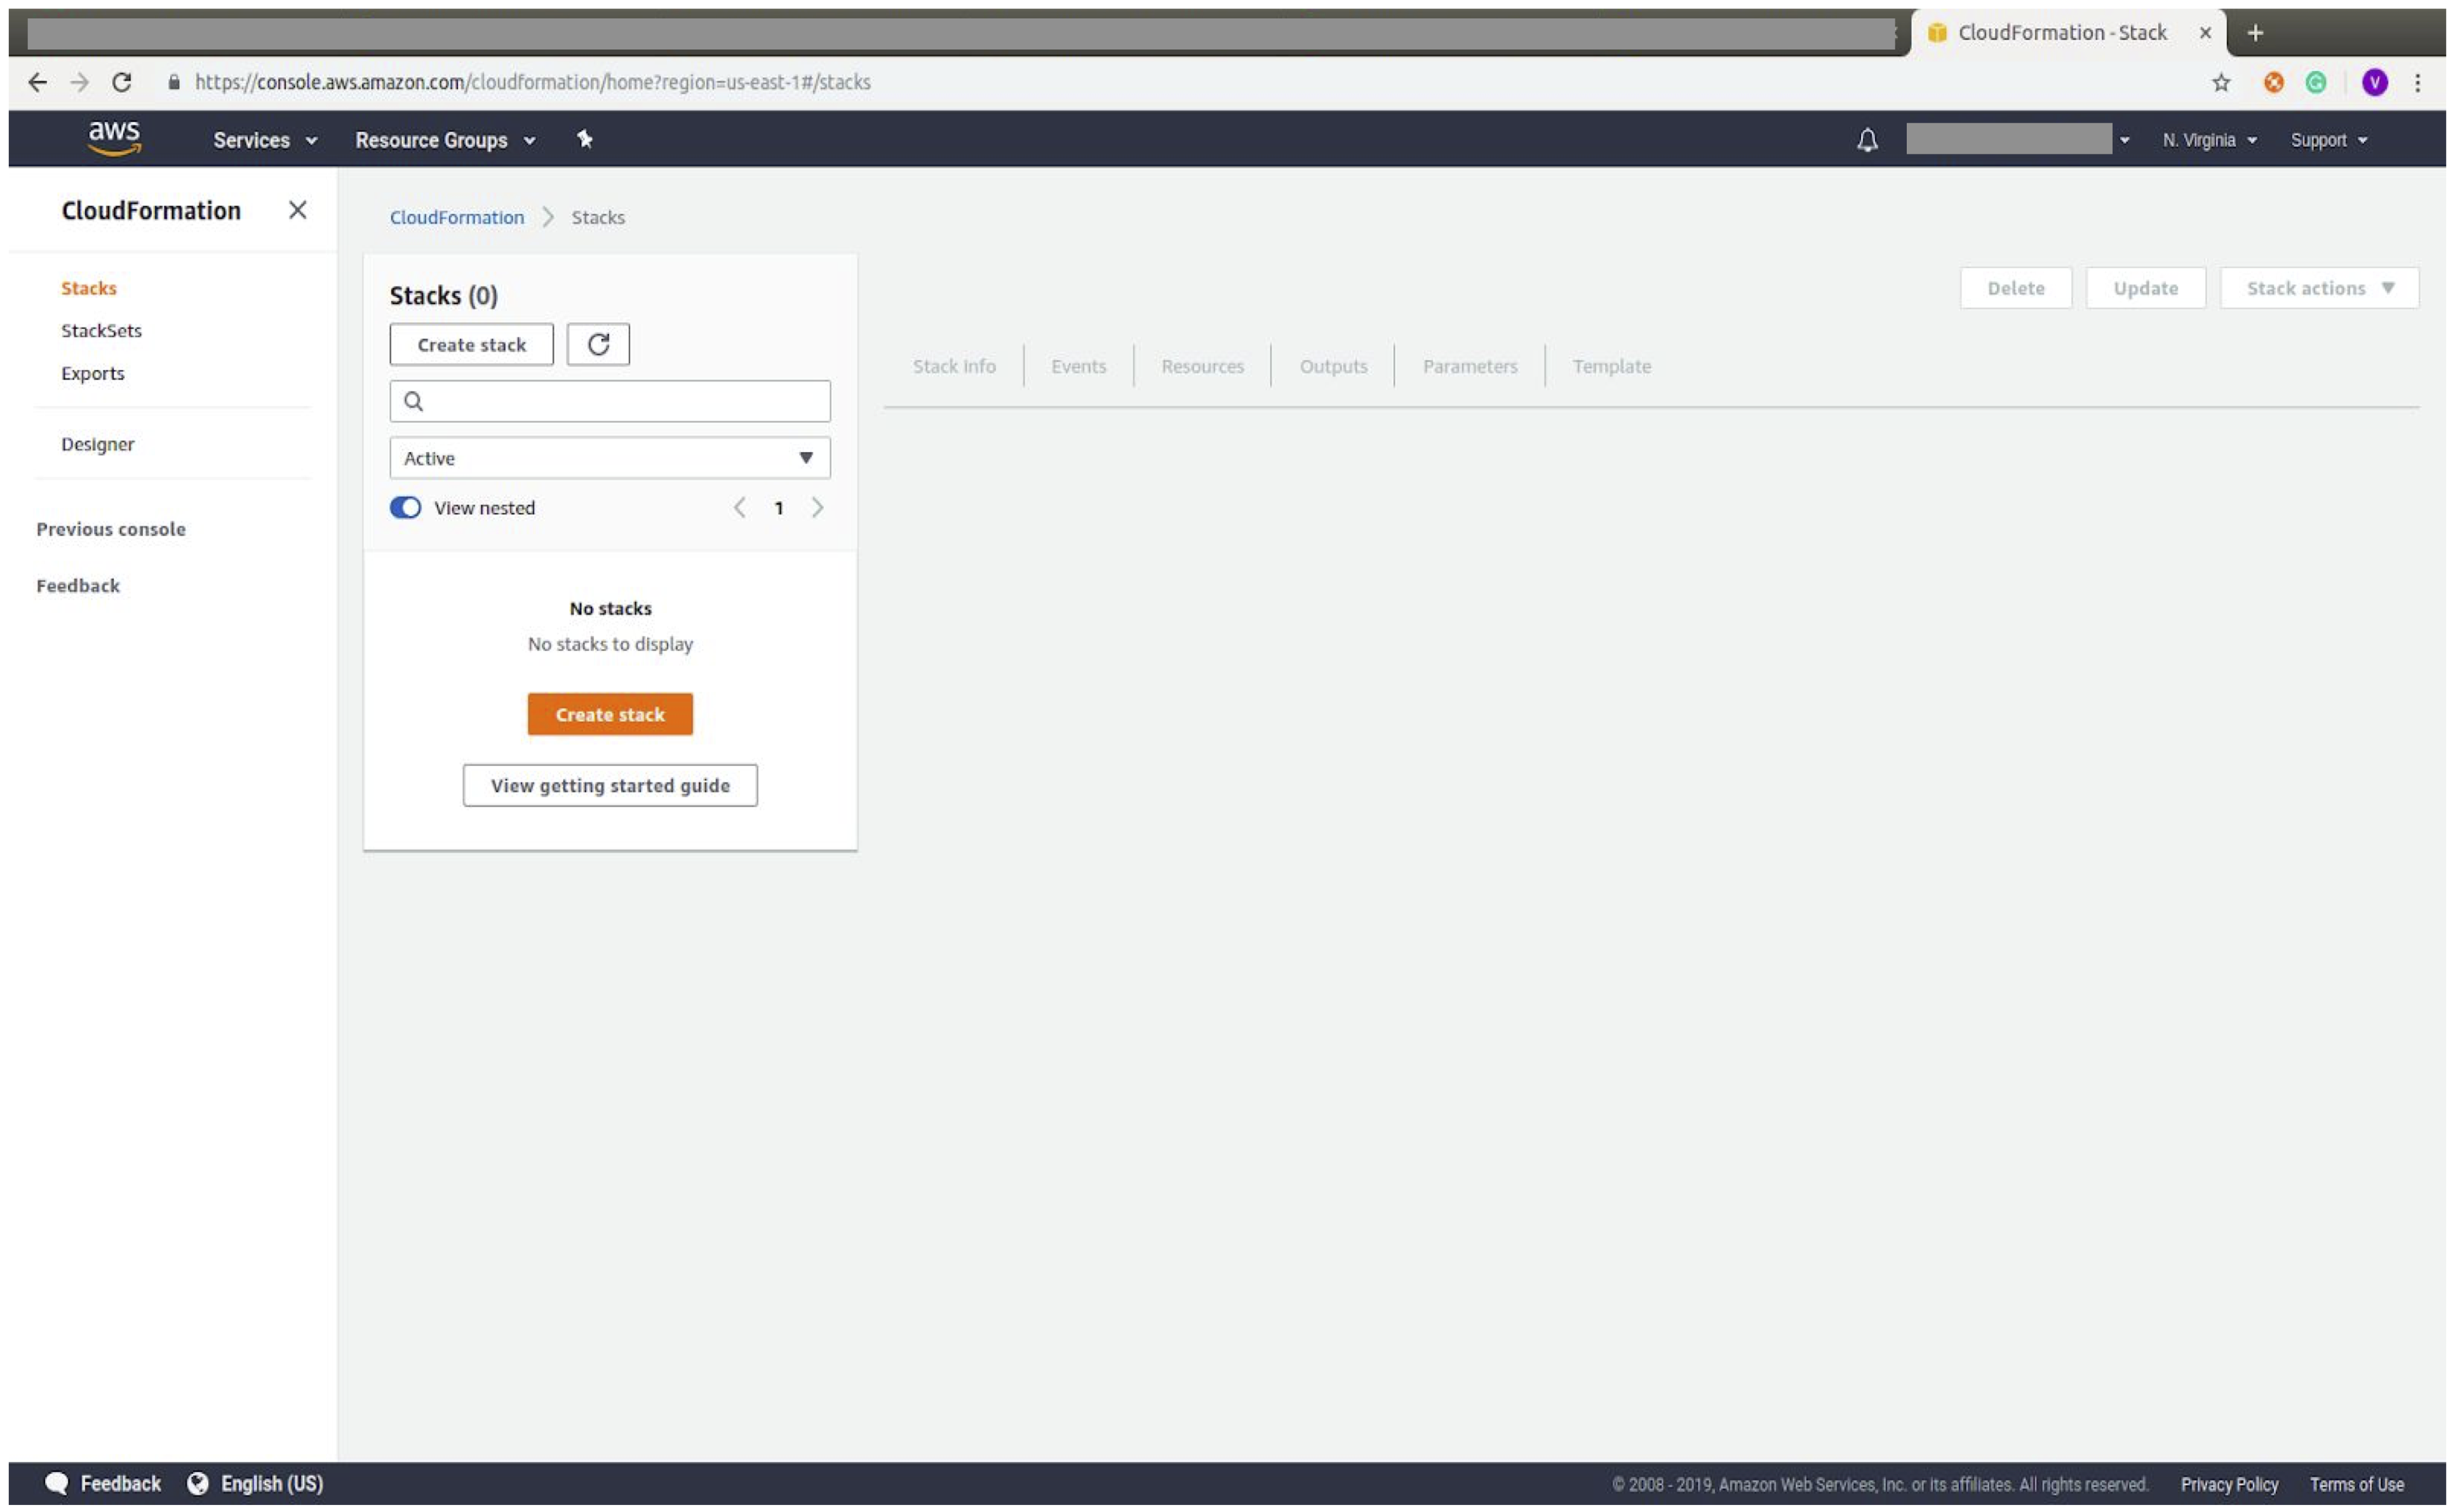 CloudFormation - Stack
https://console.aws.amazon.com/cloudformation/home?region=us-east-1#/stacks
aws Services Resource Groups N. Virginia Support
CloudFormation
CloudFormation Stacks
Stacks
StackSets
Exports
Designer
Previous console
Feedback
Stacks (0)
Create stack
Active
View nested 1
No stacks
No stacks to display
Create stack
View getting started guide
Delete Update Stack actions
Stack Info Events Resources Outputs Parameters Template
Feedback English (US) © 2008 - 2019, Amazon Web Services, Inc. or its affiliates. All rights reserved. Privacy Policy Terms of Use
V